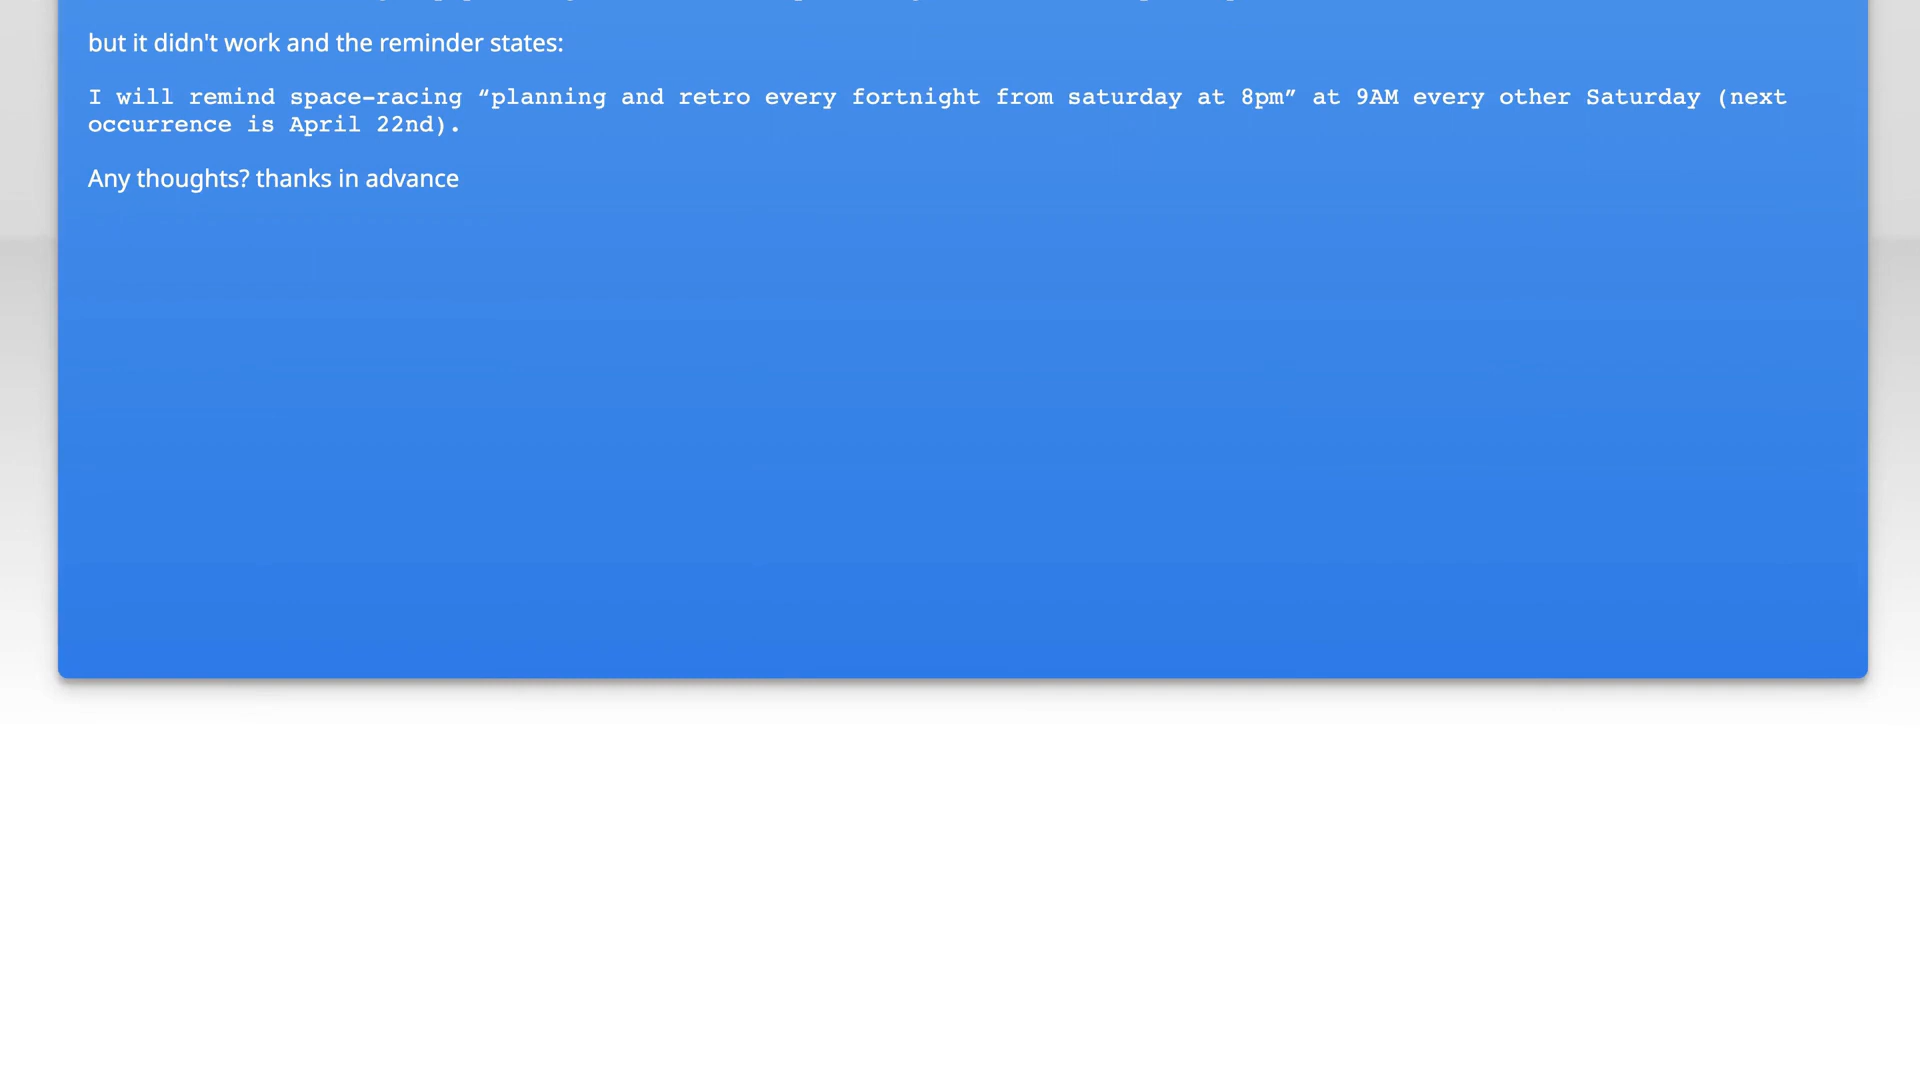 but it didn't work and the reminder states:
I will remind space-racing “planning and retro every fortnight from saturday at 8pm” at 9AM every other Saturday (next
occurrence is April 22nd).
Any thoughts? thanks in advance